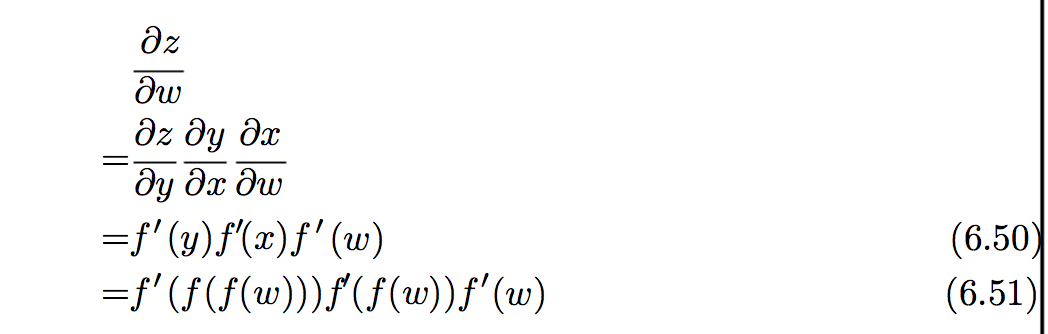 ∂z/∂w
=∂z/∂y ∂y/∂x ∂x/∂w
=f′(y)f′(x)f′(w) (6.50)
=f′(f(f(w)))f′(f(w))f′(w) (6.51)